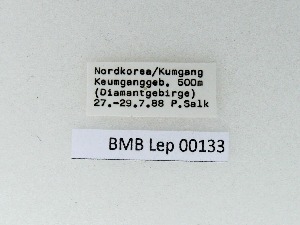 Nordkorea/Kumgang
Keumganggeb. 500m
(Diamantgebirge)
27.-29.7.88 P.Salk
BMB Lep 00133